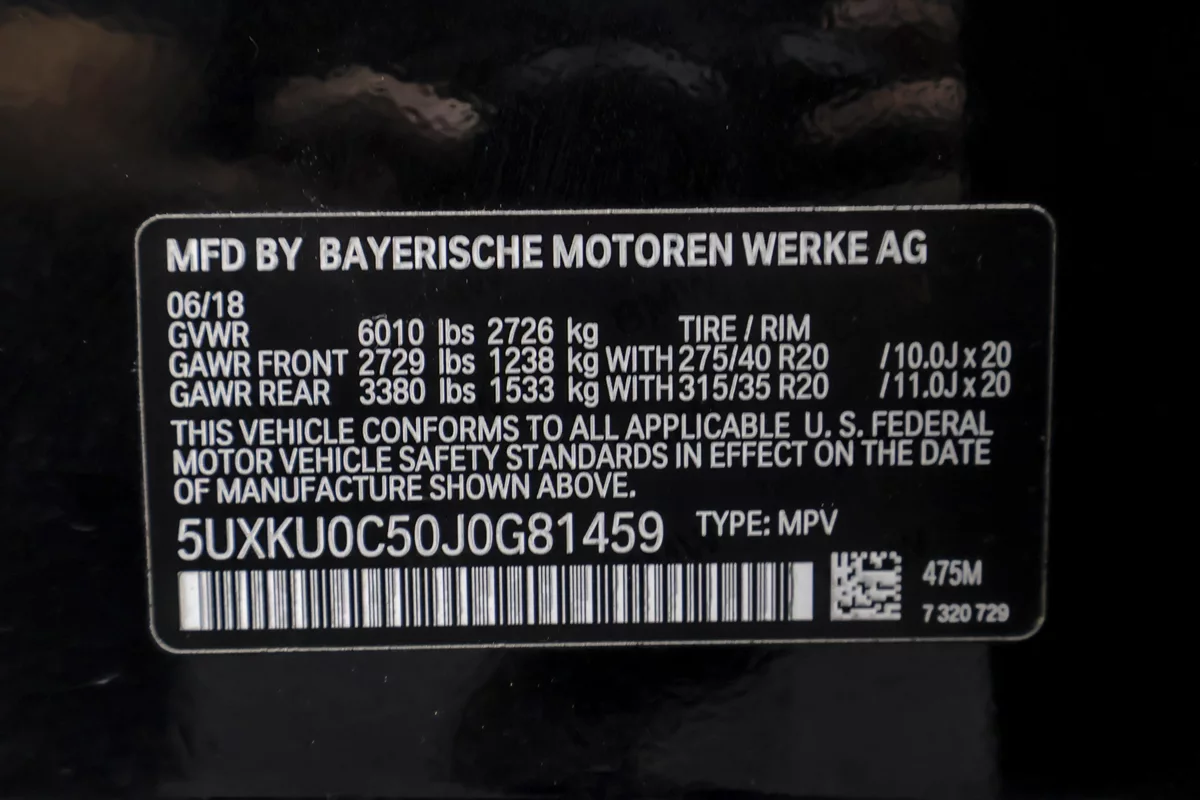 MFD BY BAYERISCHE MOTOREN WERKE AG
06/18
GVWR 6010 lbs 2726 kg TIRE / RIM
GAWR FRONT 2729 lbs 1238 kg WITH 275/40 R20 /10.0J x 20
GAWR REAR 3380 lbs 1533 kg WITH 315/35 R20 /11.0J x 20
THIS VEHICLE CONFORMS TO ALL APPLICABLE U. S. FEDERAL
MOTOR VEHICLE SAFETY STANDARDS IN EFFECT ON THE DATE
OF MANUFACTURE SHOWN ABOVE.
5UXKU0C50J0G81459 TYPE: MPV
475M
7 320 729